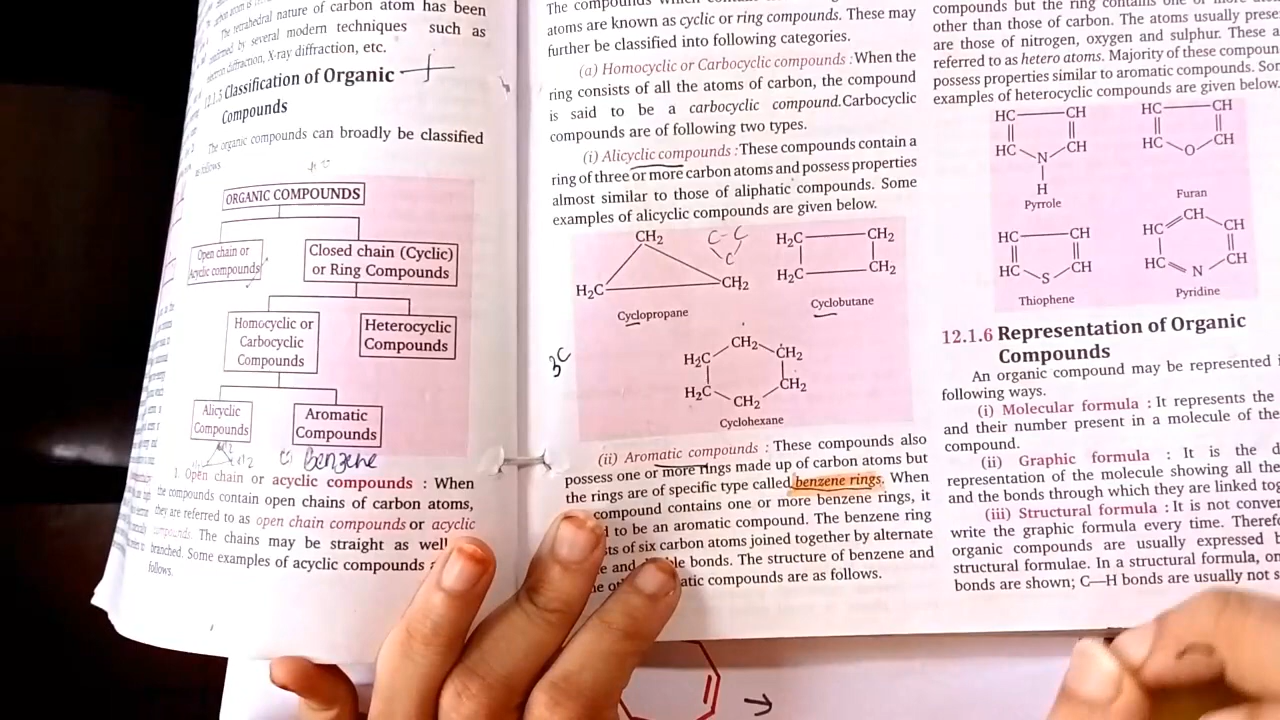 The tetrahedral nature of carbon atom has been
by several modern techniques such as
diffraction, X-ray diffraction, etc.
12.1.5 Classification of Organic
Compounds
The organic compounds can broadly be classified
as follows
ORGANIC COMPOUNDS
Open chain or
Acyclic compounds
Closed chain (Cyclic)
or Ring Compounds
Homocyclic or
Carbocyclic
Compounds
Heterocyclic
Compounds
Alicyclic
Compounds
Aromatic
Compounds
Benzene
1. Open chain or acyclic compounds : When
the compounds contain open chains of carbon atoms,
they are referred to as open chain compounds or acyclic
compounds. The chains may be straight as well
branched. Some examples of acyclic compounds
follows.
The compounds which
atoms are known as cyclic or ring compounds. These may
further be classified into following categories.
(a) Homocyclic or Carbocyclic compounds : When the
ring consists of all the atoms of carbon, the compound
is said to be a carbocyclic compound. Carbocyclic
compounds are of following two types.
(i) Alicyclic compounds : These compounds contain a
ring of three or more carbon atoms and possess properties
almost similar to those of aliphatic compounds. Some
examples of alicyclic compounds are given below.
CH2
C-C
C
H2C
CH2
Cyclopropane
H2C CH2
H2C CH2
Cyclobutane
3C
CH2
H2C CH2
H2C CH2
CH2
Cyclohexane
(ii) Aromatic compounds : These compounds also
possess one or more rings made up of carbon atoms but
the rings are of specific type called benzene rings. When
compound contains one or more benzene rings, it
to be an aromatic compound. The benzene ring
sts of six carbon atoms joined together by alternate
e and le bonds. The structure of benzene and
atic compounds are as follows.
compounds but the ring contains one or more
other than those of carbon. The atoms usually prese
are those of nitrogen, oxygen and sulphur. These a
referred to as hetero atoms. Majority of these compoun
possess properties similar to aromatic compounds. Som
examples of heterocyclic compounds are given below.
HC CH
HC CH
N
H
Pyrrole
HC CH
HC CH
O
Furan
HC CH
HC CH
S
Thiophene
CH
HC CH
HC CH
N
Pyridine
12.1.6 Representation of Organic
Compounds
An organic compound may be represented i
following ways.
(i) Molecular formula : It represents the
and their number present in a molecule of the
compound.
(ii) Graphic formula : It is the d
representation of the molecule showing all the
and the bonds through which they are linked tog
(iii) Structural formula : It is not conver
write the graphic formula every time. Theref
organic compounds are usually expressed b
structural formulae. In a structural formula, on
bonds are shown; C—H bonds are usually not s